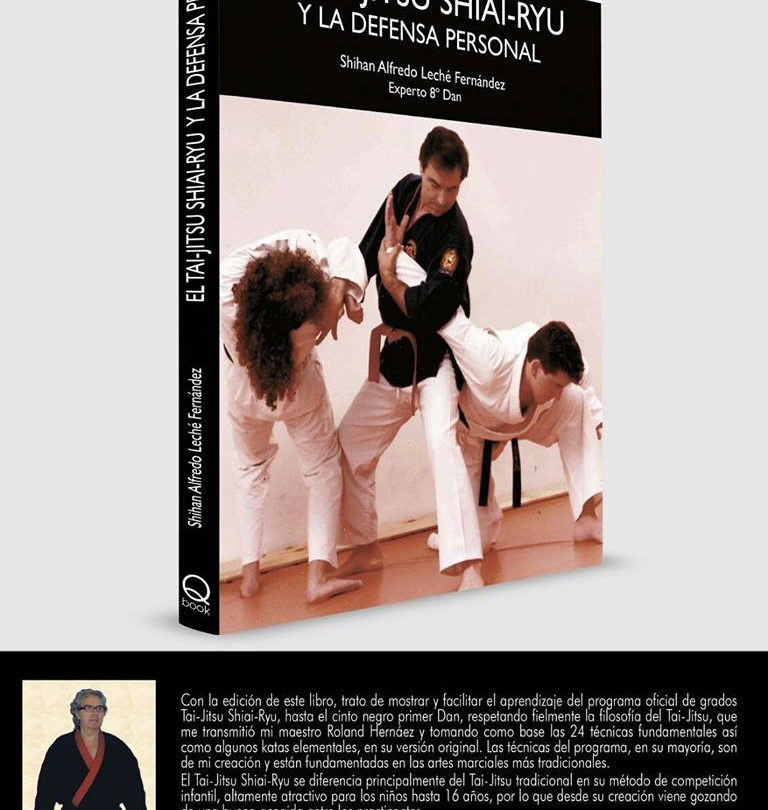 JITSU SHIAI-RYU
Y LA DEFENSA PERSONAL
Shihan Alfredo Leché Fernández
Experto 8º Dan
EL TAI-JITSU SHIAI-RYU Y LA DEFENSA
Shihan Alfredo Leché Fernández
Q
book
Con la edición de este libro, trato de mostrar y facilitar el aprendizaje del programa oficial de grados
Tai-Jitsu Shiai-Ryu, hasta el cinto negro primer Dan, respetando fielmente la filosofía del Tai-Jitsu, que
me transmitió mi maestro Roland Hernáez y tomando como base las 24 técnicas fundamentales así
como algunos katas elementales, en su versión original. Las técnicas del programa, en su mayoría, son
de mi creación y están fundamentadas en las artes marciales más tradicionales.
El Tai-Jitsu Shiai-Ryu se diferencia principalmente del Tai-Jitsu tradicional en su método de competición
infantil, altamente atractivo para los niños hasta 16 años, por lo que desde su creación viene gozando